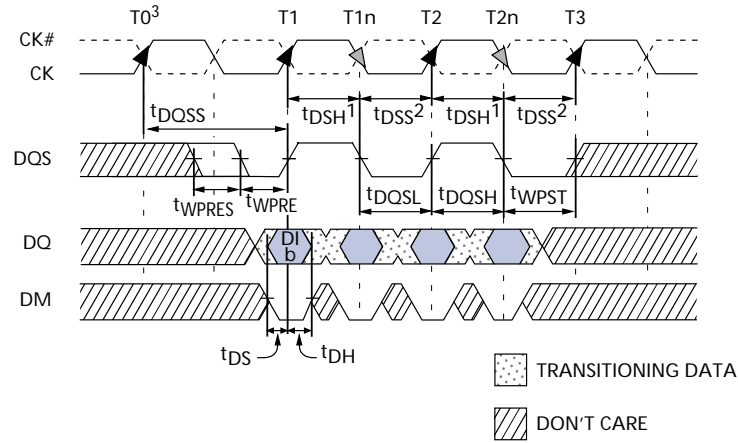 T0³ T1 T1n T2 T2n T3
CK#
CK
tDSH¹ tDSS² tDSH¹ tDSS²
tDQSS
DQS
tDQSL tDQSH tWPST
tWPRES tWPRE
DQ
DI
b
DM
tDS tDH
TRANSITIONING DATA
DON'T CARE